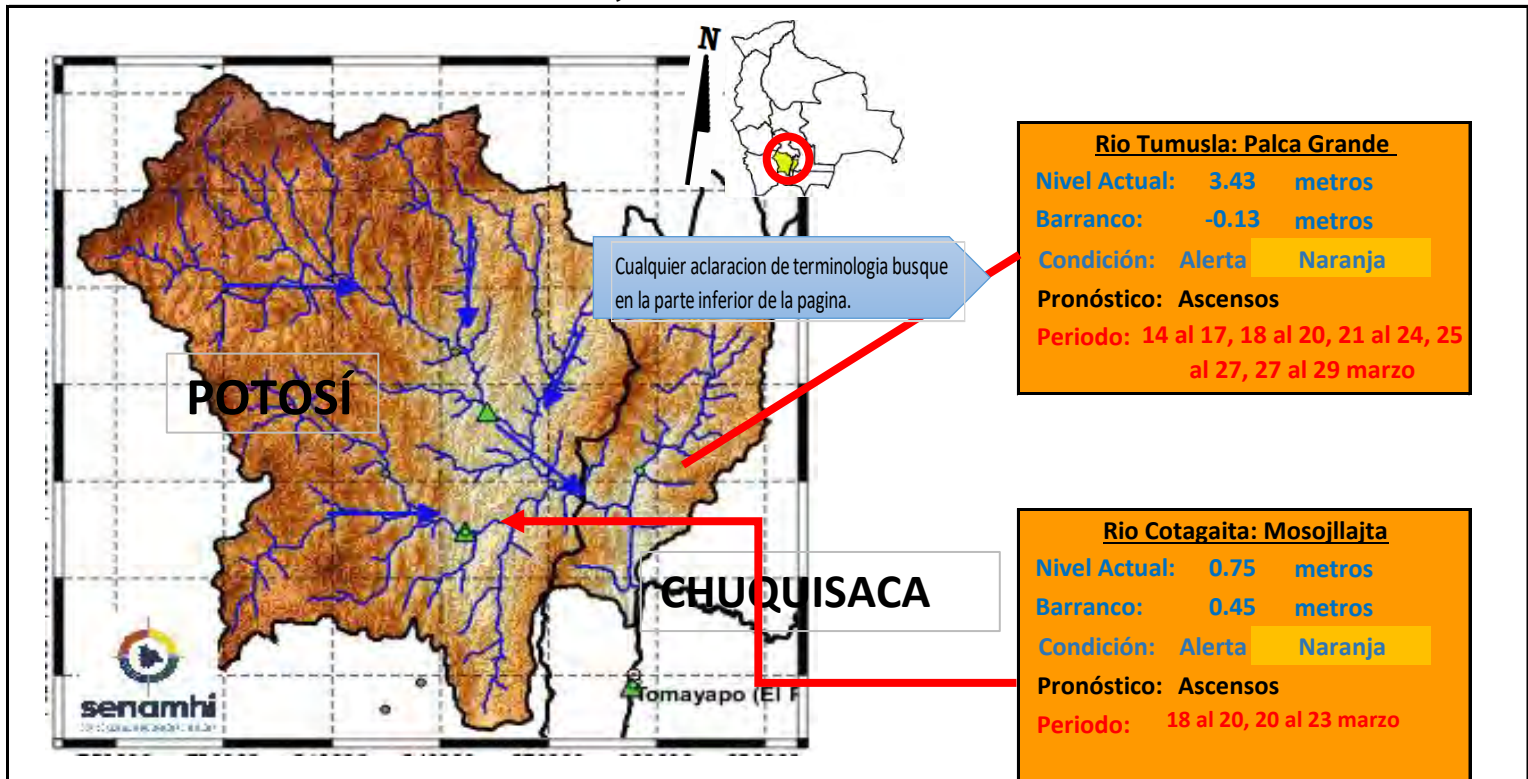 N
Cualquier aclaracion de terminologia busque
en la parte inferior de la pagina.
POTOSÍ
CHUQUISACA
senamhi
Tomayapo (El
Rio Tumusla: Palca Grande
Nivel Actual: 3.43 metros
Barranco: -0.13 metros
Condición: Alerta Naranja
Pronóstico: Ascensos
Periodo: 14 al 17, 18 al 20, 21 al 24, 25
al 27, 27 al 29 marzo
Rio Cotagaita: Mosojllajta
Nivel Actual: 0.75 metros
Barranco: 0.45 metros
Condición: Alerta Naranja
Pronóstico: Ascensos
Periodo: 18 al 20, 20 al 23 marzo